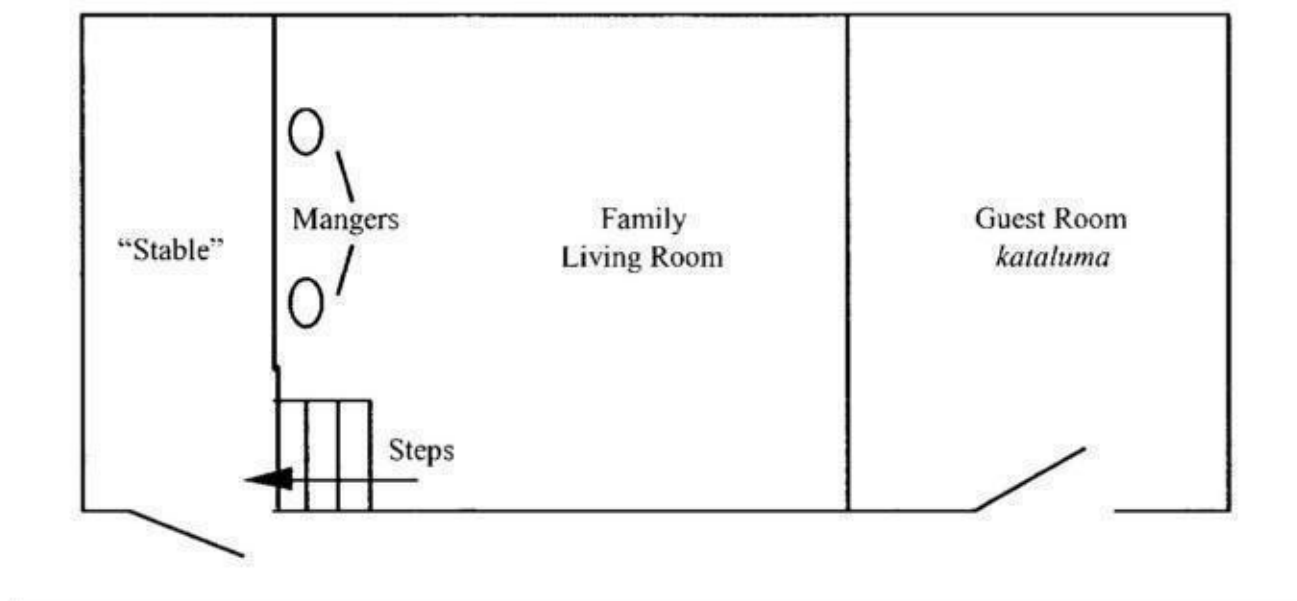 “Stable”
Mangers
Family
Living Room
Guest Room
kataluma
Steps